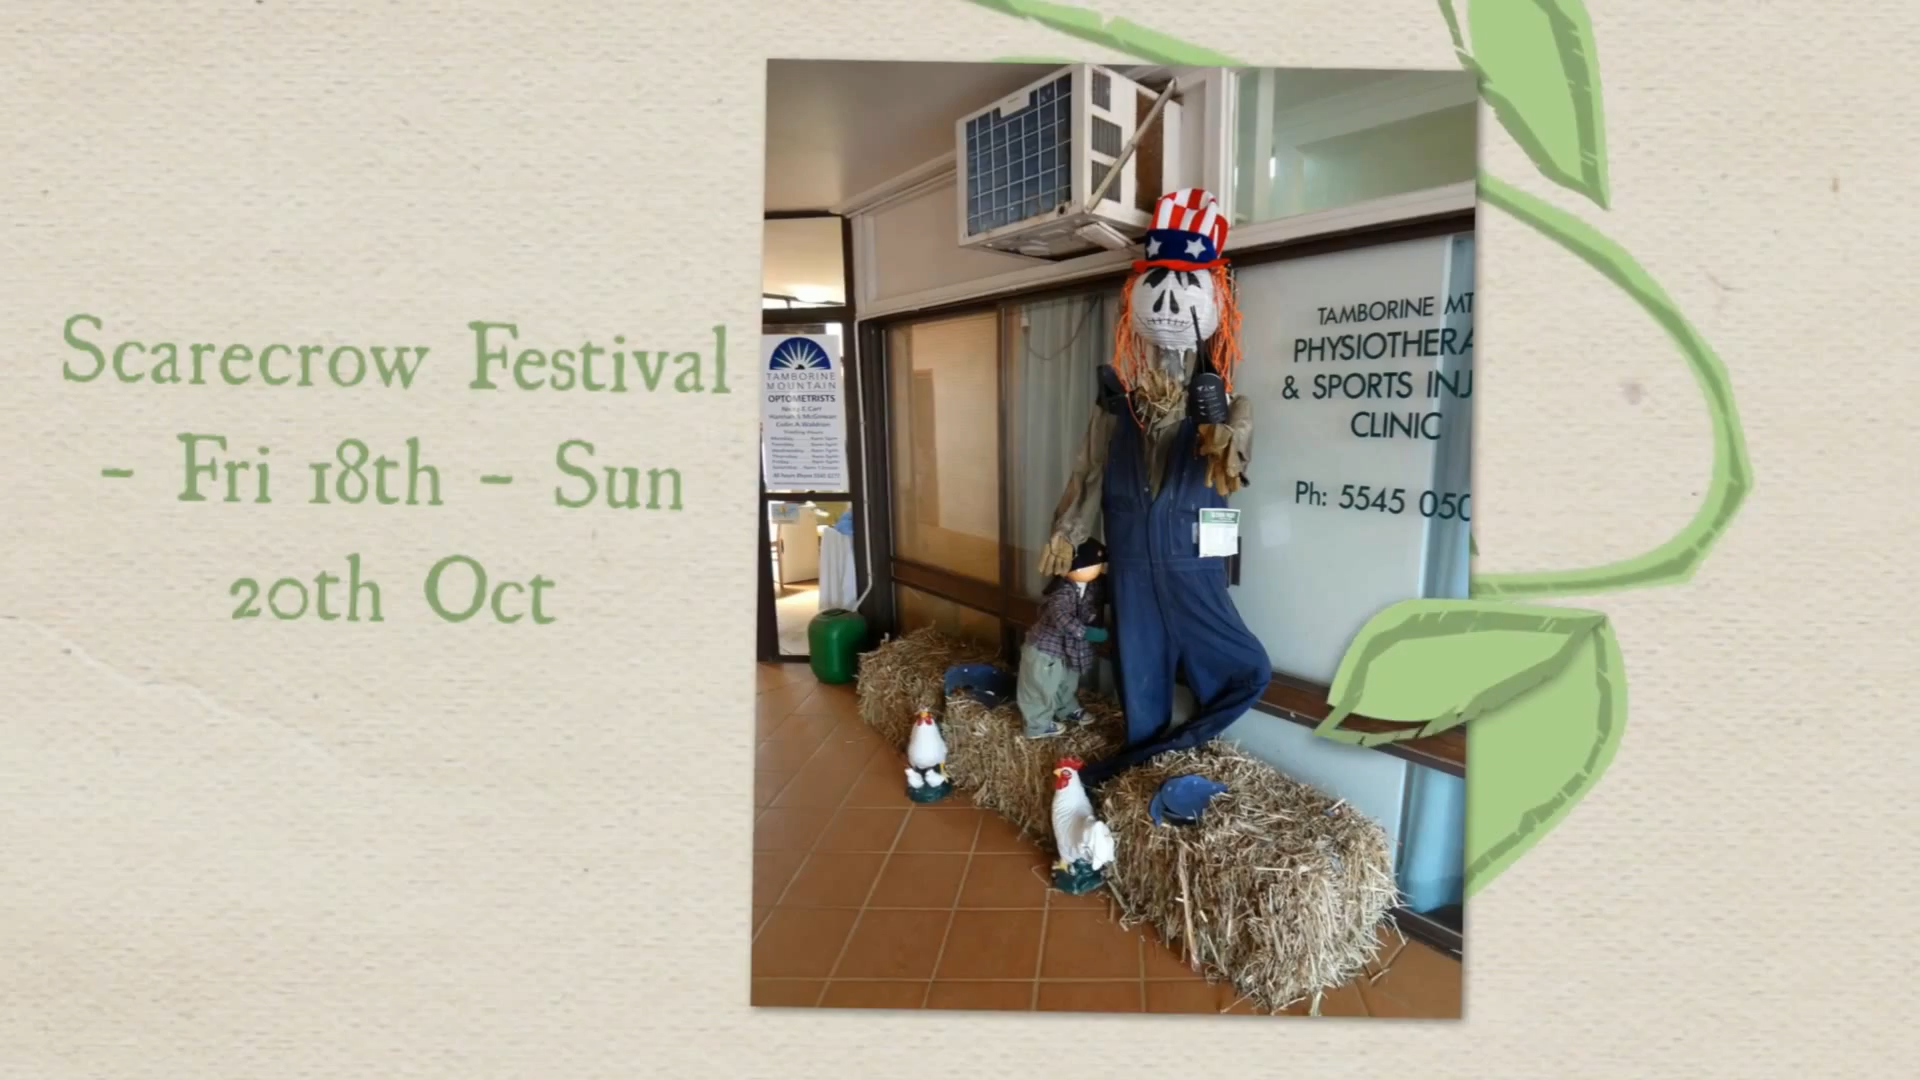 Scarecrow Festival
- Fri 18th - Sun
20th Oct
TAMBORINE
MOUNTAIN
OPTOMETRISTS
TAMBORINE MT
PHYSIOTHERA
& SPORTS INJ
CLINIC
Ph: 5545 050